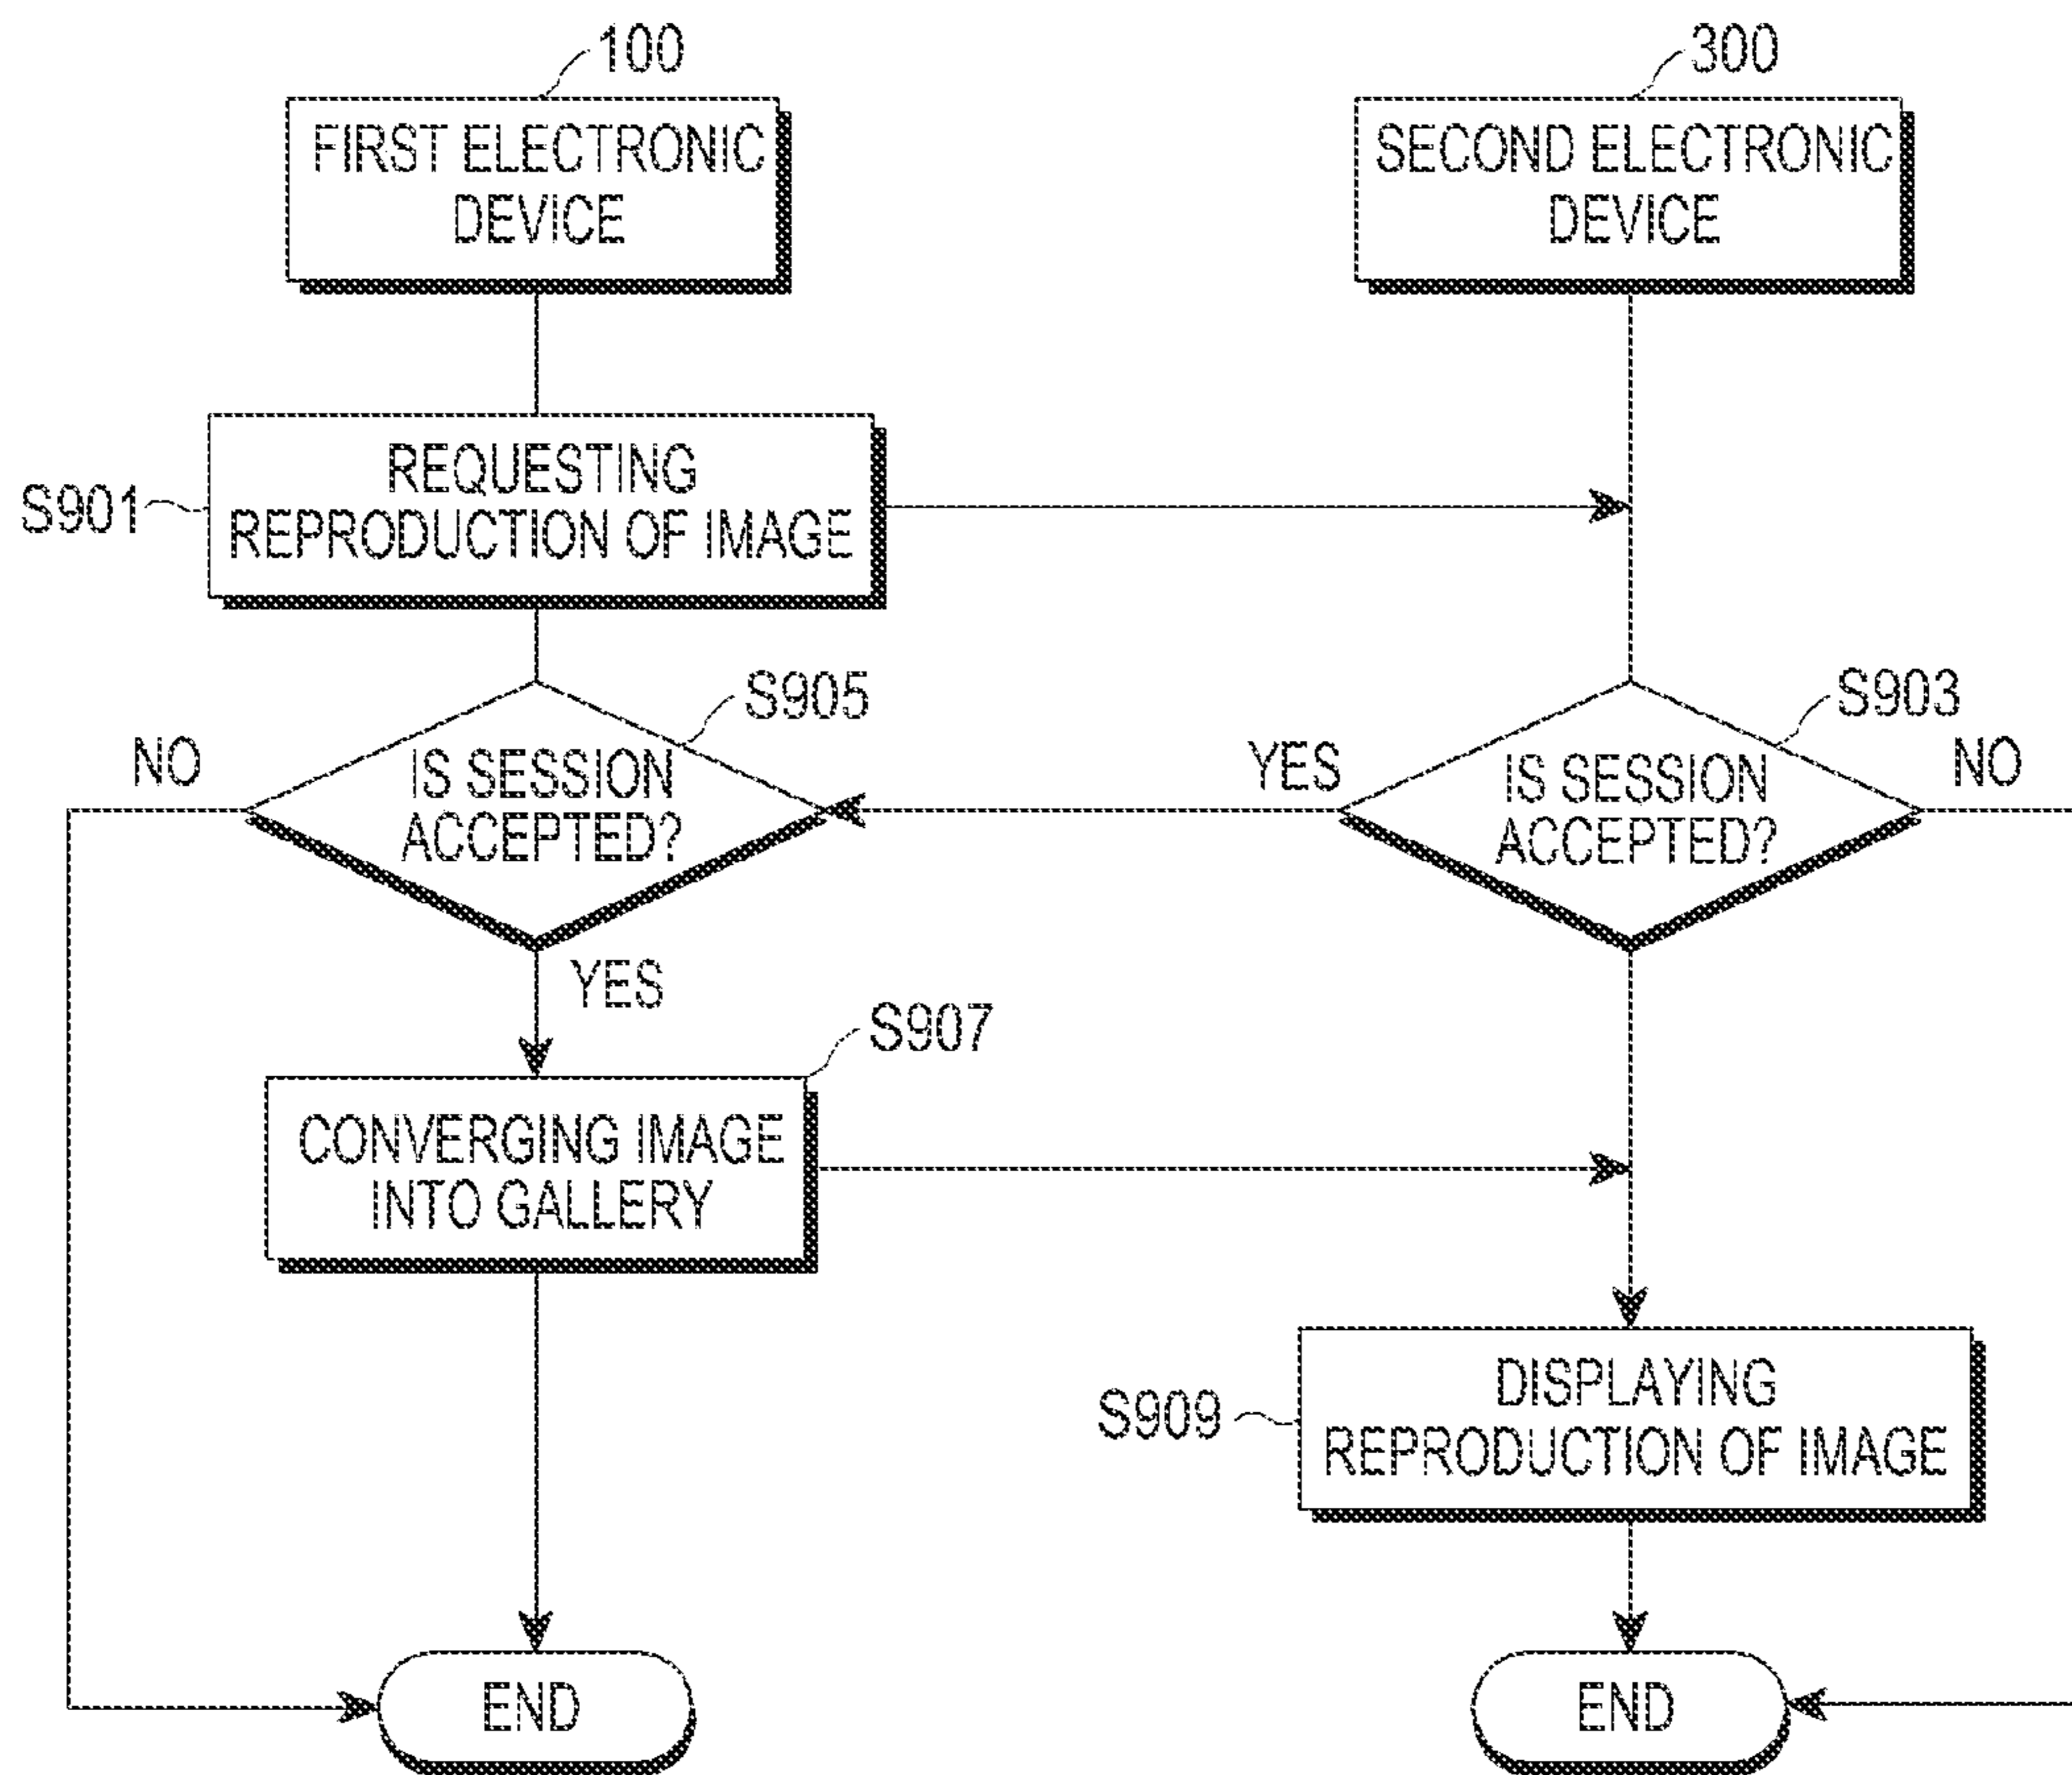 100
300
FIRST ELECTRONIC
DEVICE
SECOND ELECTRONIC
DEVICE
S901
REQUESTING
REPRODUCTION OF IMAGE
S905
S903
NO
IS SESSION
ACCEPTED?
YES
IS SESSION
ACCEPTED?
NO
YES
S907
CONVERGING IMAGE
INTO GALLERY
S909
DISPLAYING
REPRODUCTION OF IMAGE
END
END